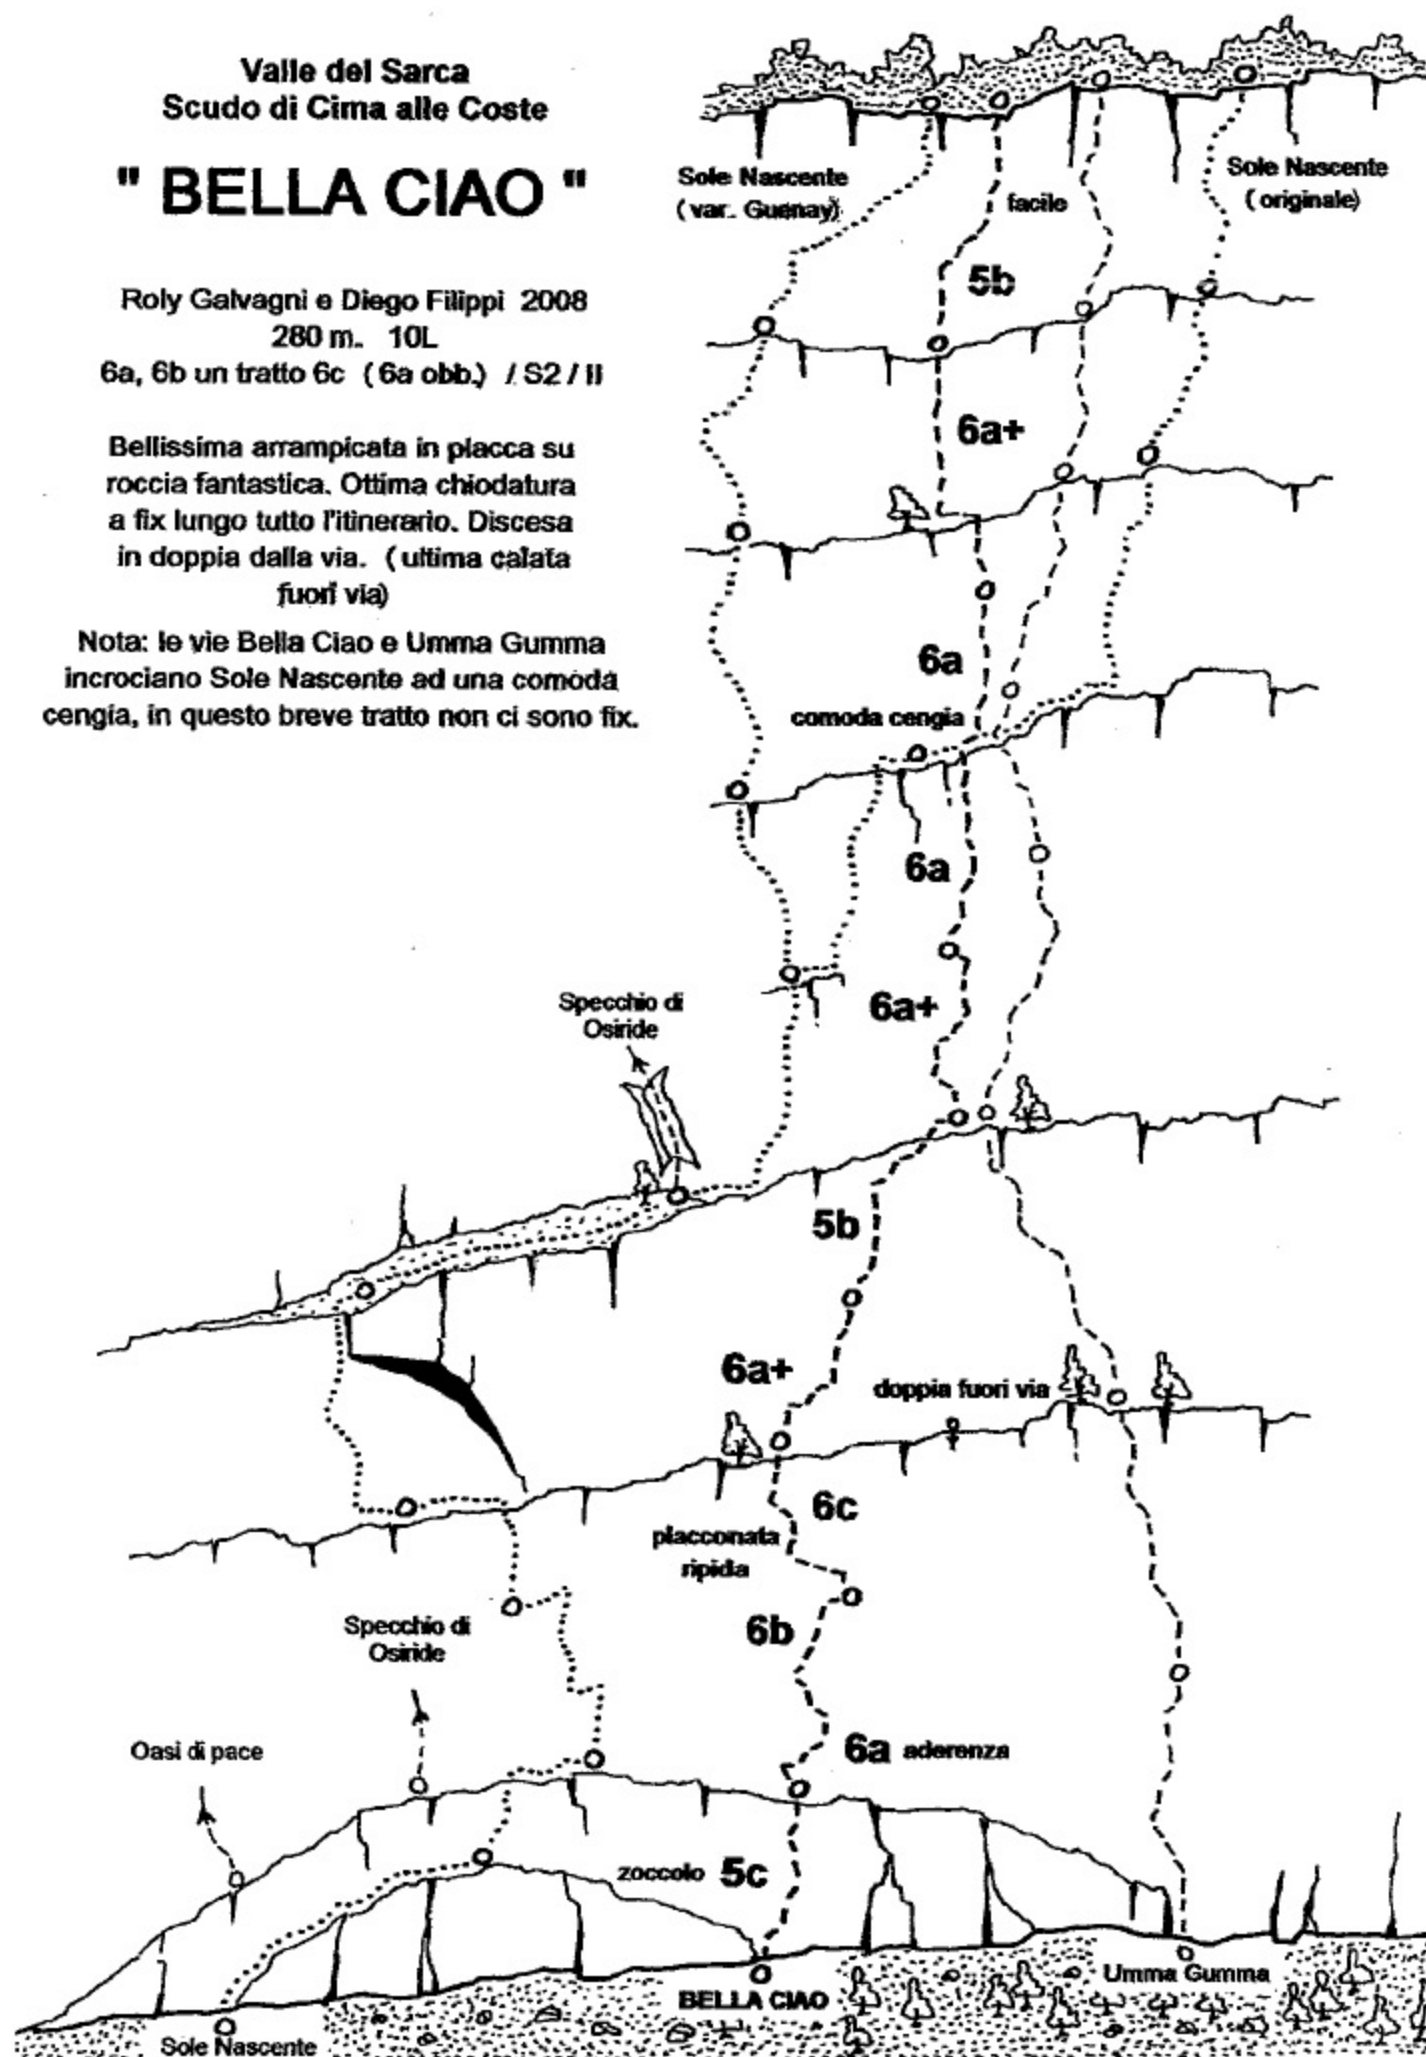 Valle del Sarca
Scudo di Cima alle Coste
" BELLA CIAO "
Roly Galvagni e Diego Filippi 2008
280 m. 10L
6a, 6b un tratto 6c (6a obb.) / S2 / II
Bellissima arrampicata in placca su
roccia fantastica. Ottima chiodatura
a fix lungo tutto l'itinerario. Discesa
in doppia dalla via. (ultima calata
fuori via)
Nota: le vie Bella Ciao e Umma Gumma
incrociano Sole Nascente ad una comoda
cengia, in questo breve tratto non ci sono fix.
Sole Nascente
(var. Guenay)
facile
Sole Nascente
(originale)
5b
6a+
6a
comoda cengia
6a
6a+
Specchio di
Osiride
5b
6a+
doppia fuori via
6c
placconata
ripida
6b
Specchio di
Osiride
Oasi di pace
6a aderenza
zoccolo 5c
Umma Gumma
BELLA CIAO
Sole Nascente